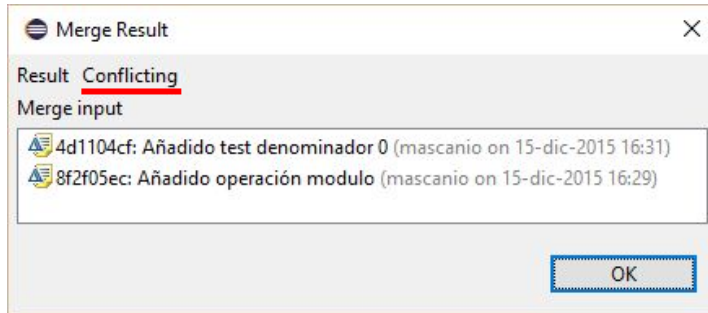 Merge Result
Result Conflicting
Merge input
4d1104cf: Añadido test denominador 0 (mascanio on 15-dic-2015 16:31)
8f2f05ec: Añadido operación modulo (mascanio on 15-dic-2015 16:29)
OK